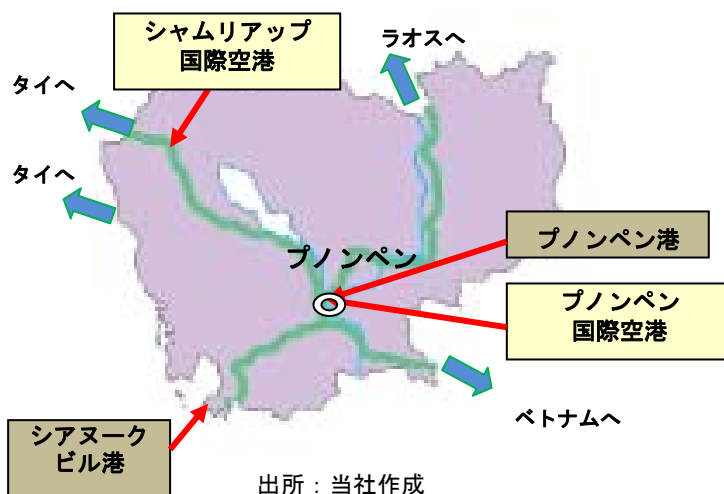 シャムリアップ
国際空港
ラオスへ
タイへ
タイへ
プノンペン
プノンペン港
プノンペン
国際空港
ベトナムへ
シアヌーク
ビル港
出所：当社作成